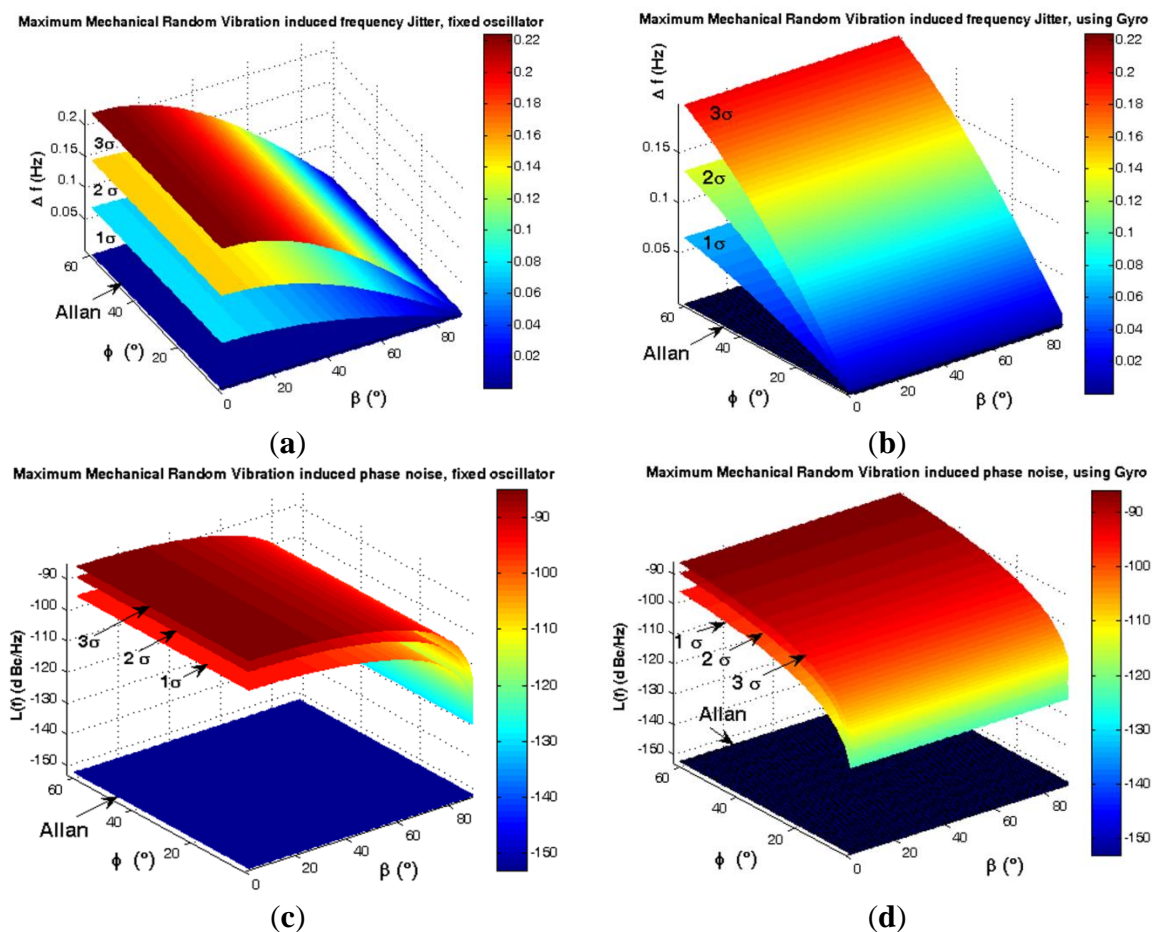 Maximum Mechanical Random Vibration induced frequency Jitter, fixed oscillator
0.22
0.2
0.18
0.16
0.14
0.12
0.1
0.08
0.06
0.04
0.02
Δ f (Hz)
0.2
0.15
0.1
0.05
3σ
2 σ
1σ
Allan
60
40
20
ϕ (°)
0
20
40
60
80
β (°)
(a)
Maximum Mechanical Random Vibration induced frequency Jitter, using Gyro
0.22
0.2
0.18
0.16
0.14
0.12
0.1
0.08
0.06
0.04
0.02
Δ f (Hz)
0.15
0.1
0.05
3σ
2σ
1σ
Allan
60
40
20
ϕ (°)
0
20
40
60
80
β (°)
(b)
Maximum Mechanical Random Vibration induced phase noise, fixed oscillator
-90
-100
-110
-120
-130
-140
-150
L(f) (dBc/Hz)
-90
-100
-110
-120
-130
-140
-150
3σ
2 σ
1σ
Allan
60
40
20
ϕ (°)
0
20
40
60
80
β (°)
(c)
Maximum Mechanical Random Vibration induced phase noise, using Gyro
-90
-100
-110
-120
-130
-140
-150
L(f) (dBc/Hz)
-90
-100
-110
-120
-130
-140
-150
1 σ
2 σ
3 σ
Allan
60
40
20
ϕ (°)
0
20
40
60
80
β (°)
(d)